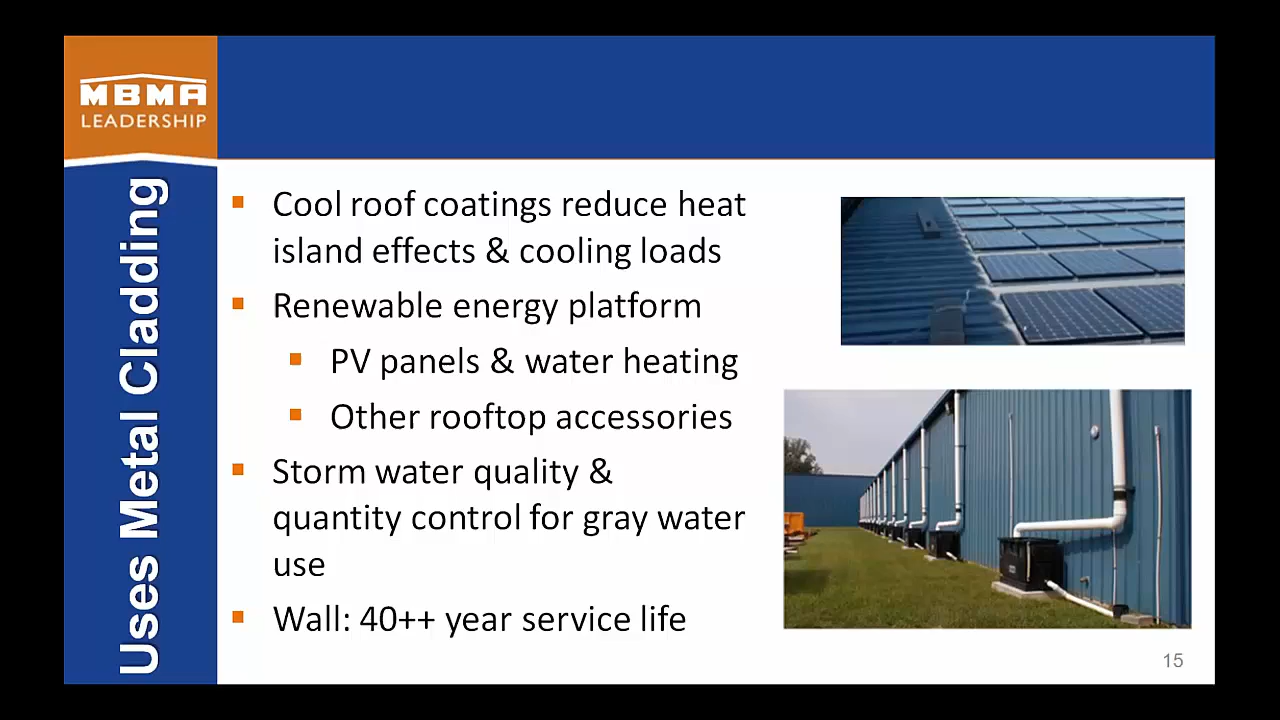 MBMA
LEADERSHIP
Uses Metal Cladding
Cool roof coatings reduce heat
island effects & cooling loads
Renewable energy platform
PV panels & water heating
Other rooftop accessories
Storm water quality &
quantity control for gray water
use
Wall: 40++ year service life
15